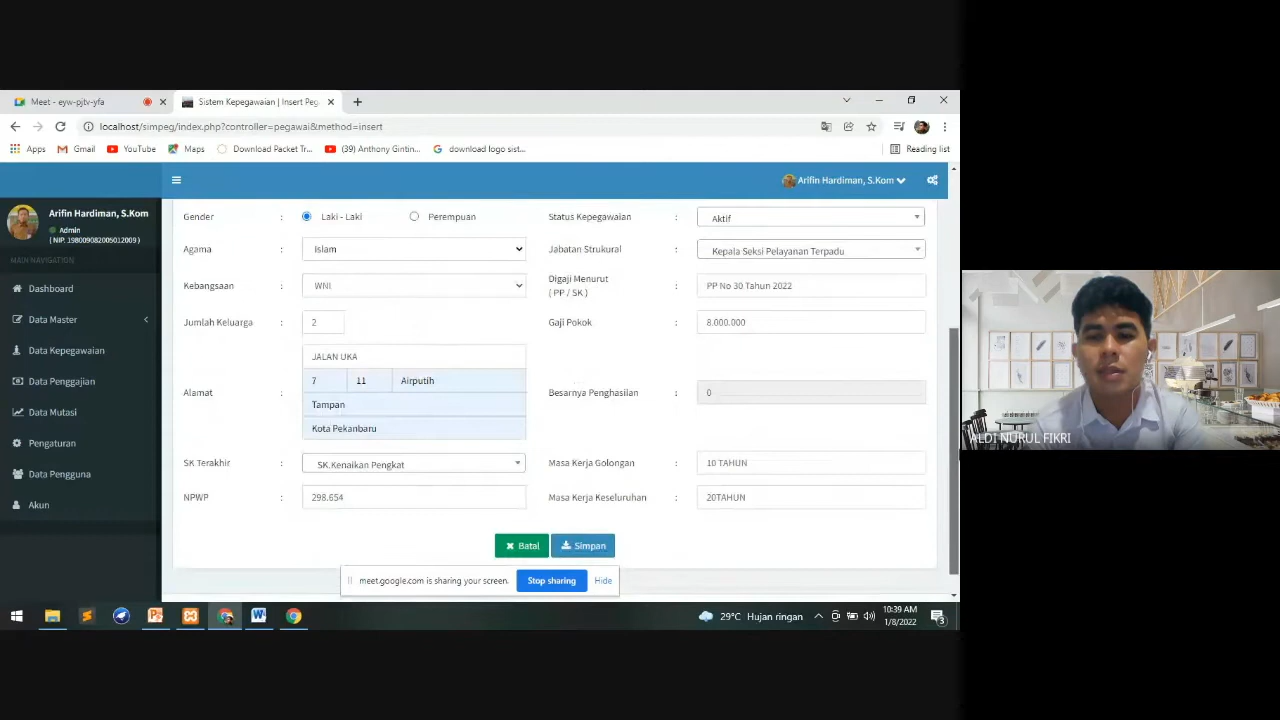 Meet - eyw-pjtv-yfa
Sistem Kepegawaian | Insert Peg
localhost/simpeg/index.php?controller=pegawai&method=insert
Apps Gmail YouTube Maps Download Packet Tr... (39) Anthony Gintin... download logo sist... Reading list
Arifin Hardiman, S.Kom
Arifin Hardiman, S.Kom
Admin
( NIP. 198009082005012009 )
MAIN NAVIGATION
Dashboard
Data Master
Data Kepegawaian
Data Penggajian
Data Mutasi
Pengaturan
Data Pengguna
Akun
Gender : Laki - Laki Perempuan
Agama : Islam
Kebangsaan : WNI
Jumlah Keluarga : 2
Alamat : JALAN UKA
7 11 Airputih
Tampan
Kota Pekanbaru
SK Terakhir : SK.Kenaikan Pengkat
NPWP : 298.654
Status Kepegawaian : Aktif
Jabatan Strukural : Kepala Seksi Pelayanan Terpadu
Digaji Menurut
( PP / SK ) : PP No 30 Tahun 2022
Gaji Pokok : 8.000.000
Besarnya Penghasilan : 0
Masa Kerja Golongan : 10 TAHUN
Masa Kerja Keseluruhan : 20TAHUN
Batal Simpan
meet.google.com is sharing your screen. Stop sharing Hide
29°C Hujan ringan
10:39 AM
1/8/2022
3
ALDI NURUL FIKRI